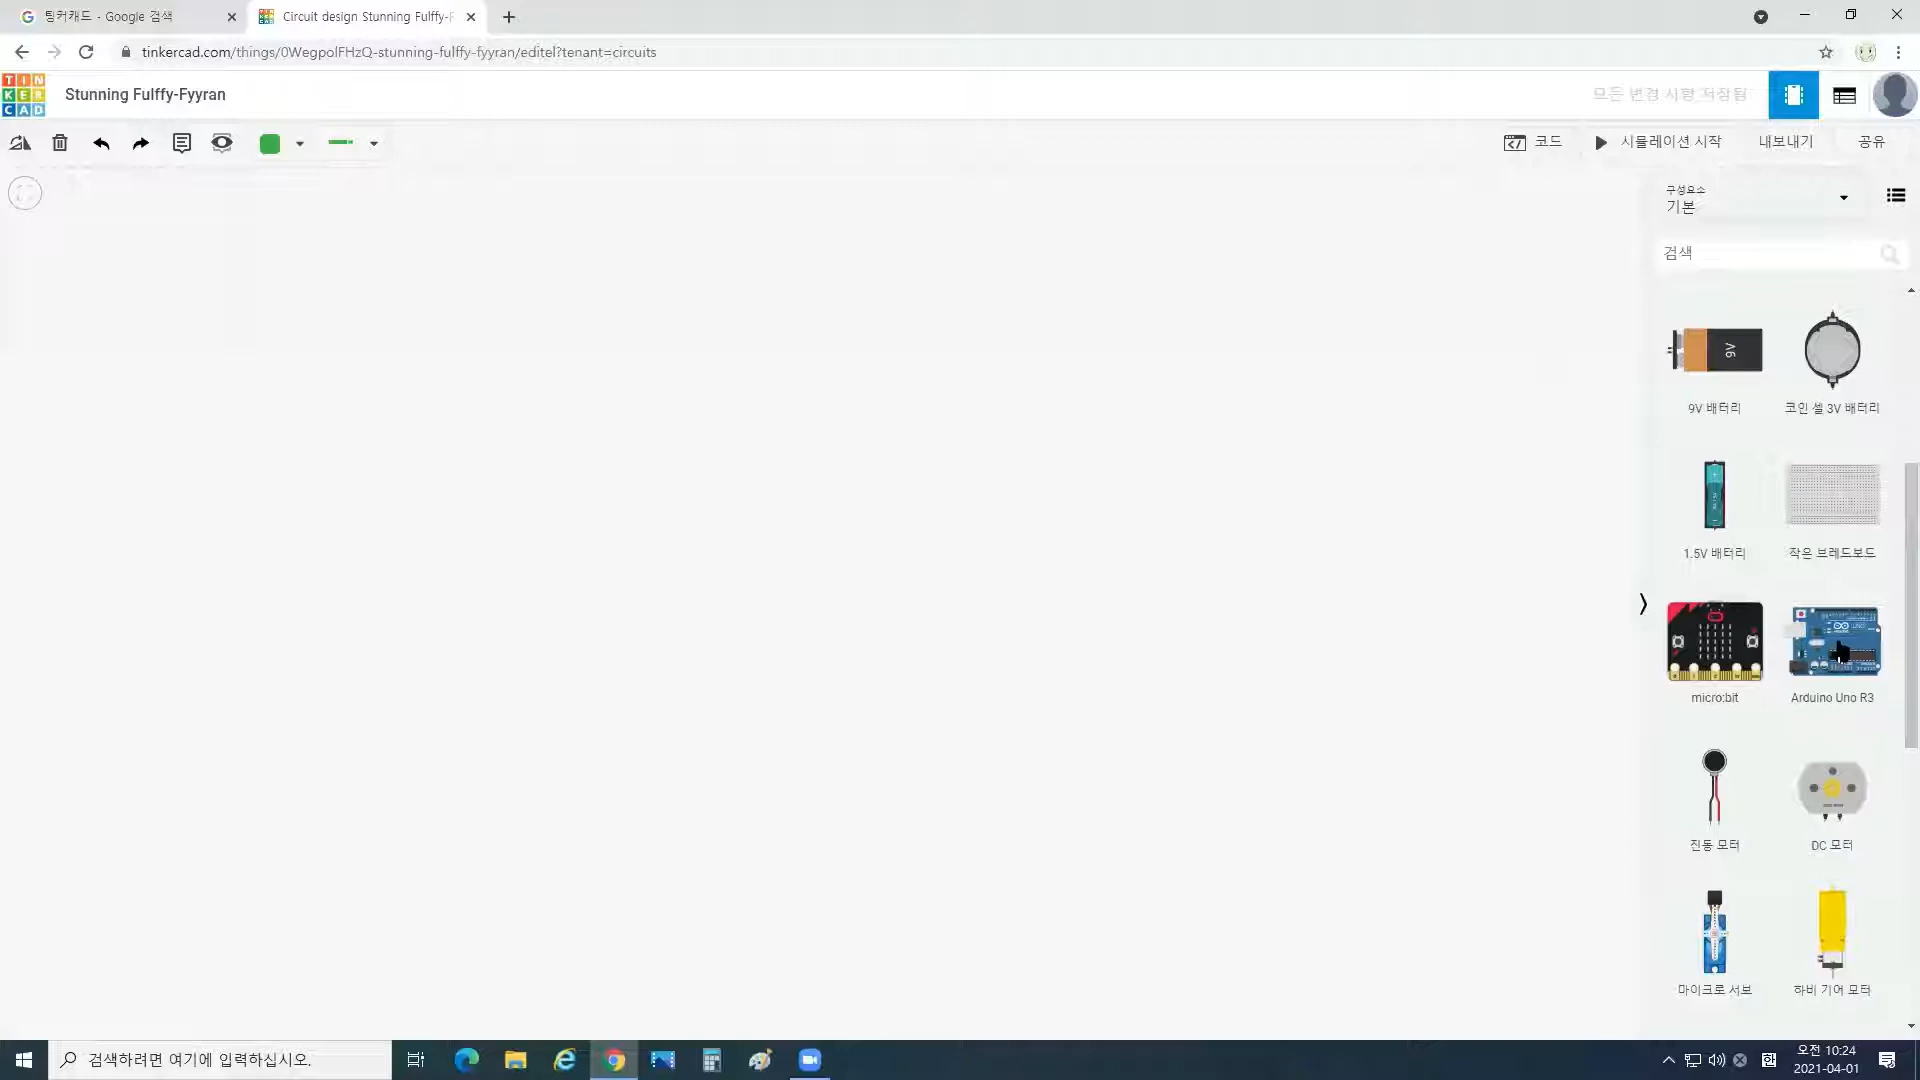 팅커캐드 - Google 검색
Circuit design Stunning Fulffy-F
tinkercad.com/things/0WegpolFHzQ-stunning-fulffy-fyyran/editel?tenant=circuits
TIN
KER
CAD
Stunning Fulffy-Fyyran
모든 변경 사항 저장됨
코드
시뮬레이션 시작
내보내기
공유
구성요소
기본
검색
9V
9V 배터리
코인 셀 3V 배터리
1.5V 배터리
작은 브레드보드
micro:bit
Arduino Uno R3
진동 모터
DC 모터
마이크로 서보
하비 기어 모터
검색하려면 여기에 입력하십시오.
한
오전 10:24
2021-04-01